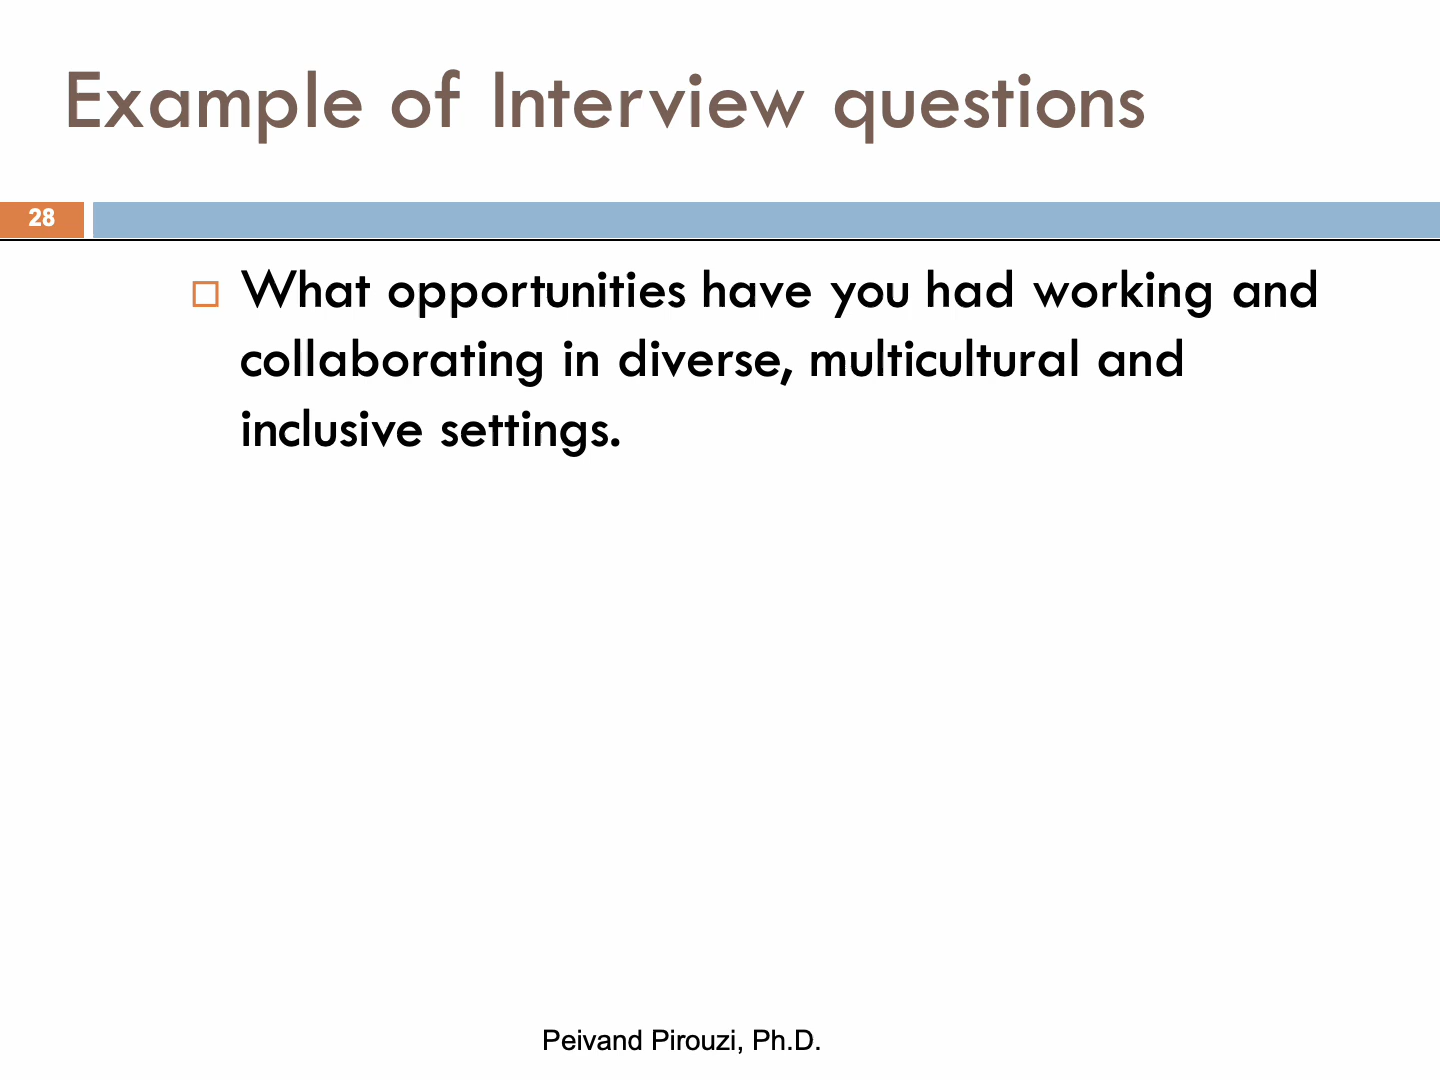 Example of Interview questions
28
What opportunities have you had working and
collaborating in diverse, multicultural and
inclusive settings.
Peivand Pirouzi, Ph.D.